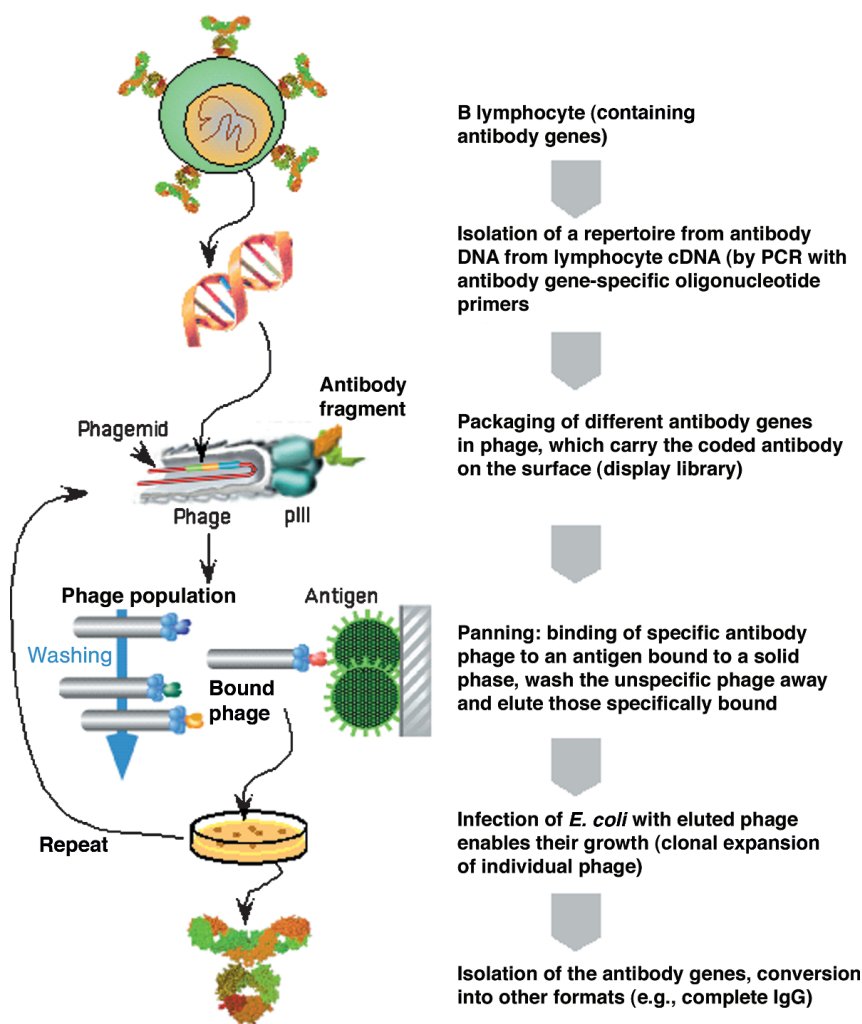 B lymphocyte (containing
antibody genes)
Isolation of a repertoire from antibody
DNA from lymphocyte cDNA (by PCR with
antibody gene-specific oligonucleotide
primers
Antibody
fragment
Phagemid
Phage
pIII
Packaging of different antibody genes
in phage, which carry the coded antibody
on the surface (display library)
Phage population
Antigen
Washing
Bound
phage
Panning: binding of specific antibody
phage to an antigen bound to a solid
phase, wash the unspecific phage away
and elute those specifically bound
Repeat
Infection of E. coli with eluted phage
enables their growth (clonal expansion
of individual phage)
Isolation of the antibody genes, conversion
into other formats (e.g., complete IgG)